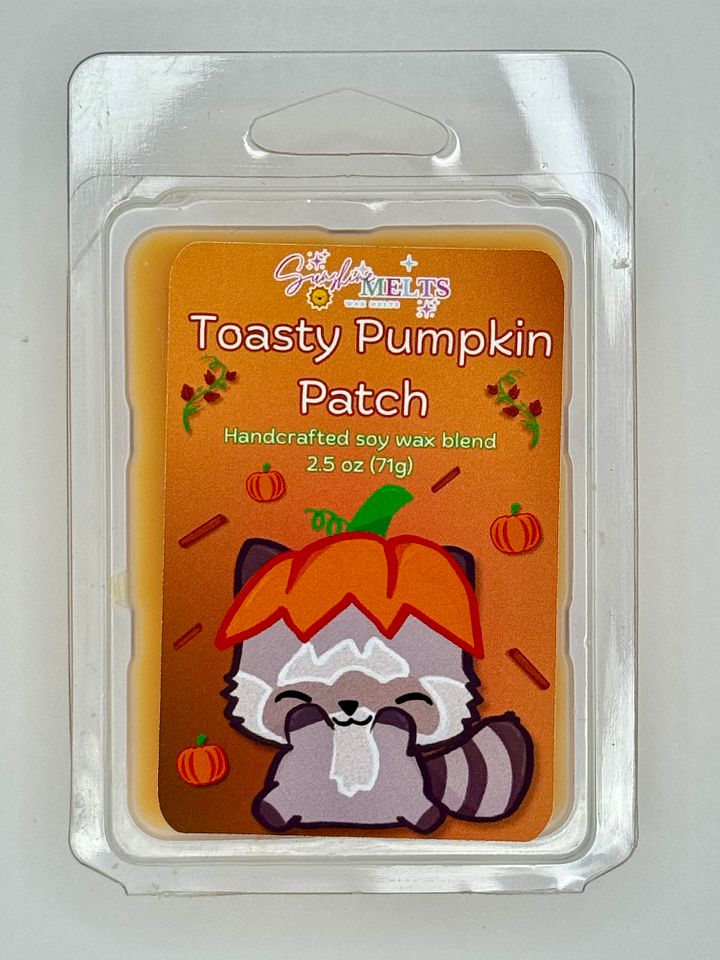 Sunshine MELTS
WAX MELTS
Toasty Pumpkin
Patch
Handcrafted soy wax blend
2.5 oz (71g)